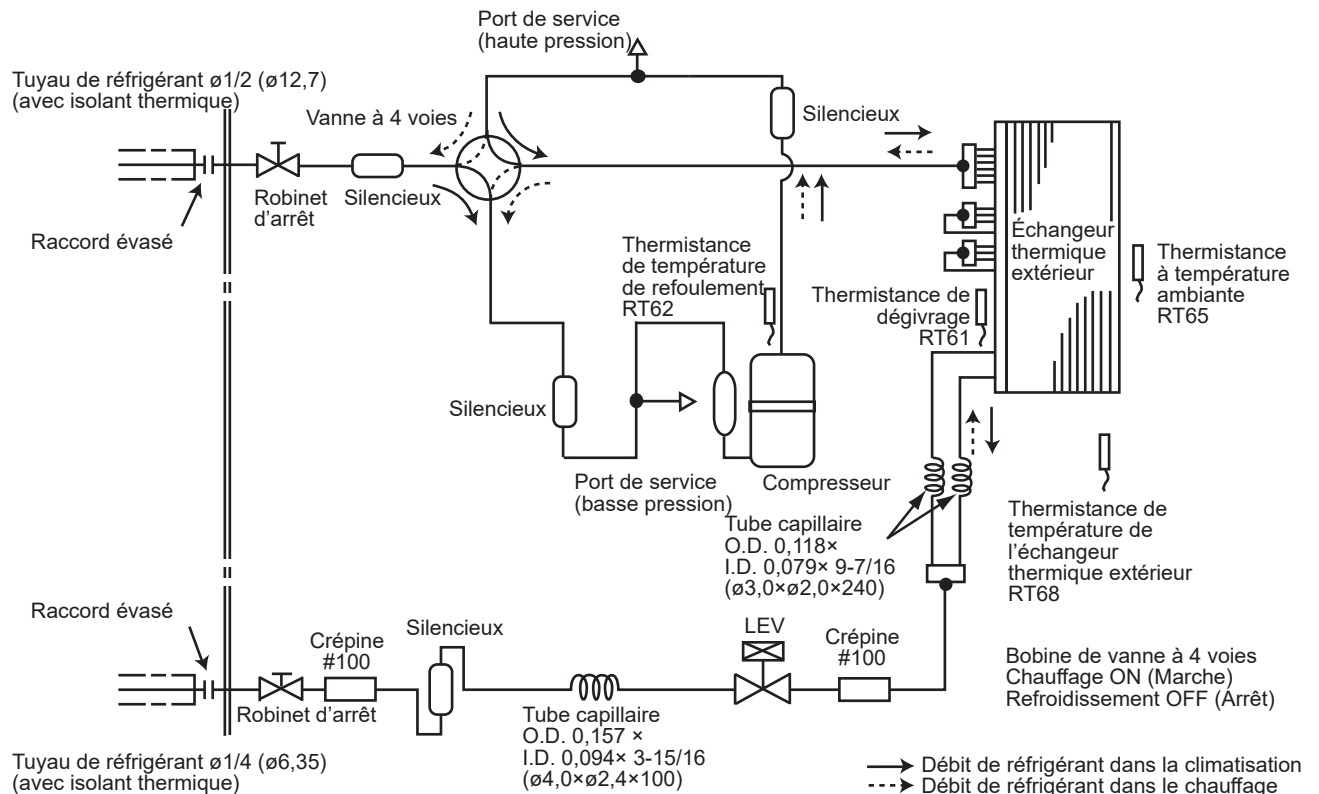 Port de service
(haute pression)
Tuyau de réfrigérant ø1/2 (ø12,7)
(avec isolant thermique)
Vanne à 4 voies
Silencieux
Robinet
d’arrêt
Silencieux
Raccord évasé
Thermistance
de température
de refoulement
RT62
Échangeur
thermique
extérieur
Thermistance
à température
ambiante
RT65
Thermistance de
dégivrage
RT61
Silencieux
Port de service
(basse pression)
Compresseur
Tube capillaire
O.D. 0,118×
I.D. 0,079× 9-7/16
(ø3,0×ø2,0×240)
Thermistance de
température de
l’échangeur
thermique extérieur
RT68
Raccord évasé
Crépine
#100
Silencieux
LEV
Crépine
#100
Bobine de vanne à 4 voies
Chauffage ON (Marche)
Refroidissement OFF (Arrêt)
Robinet d’arrêt
Tube capillaire
O.D. 0,157 ×
I.D. 0,094× 3-15/16
(ø4,0×ø2,4×100)
Tuyau de réfrigérant ø1/4 (ø6,35)
(avec isolant thermique)
Débit de réfrigérant dans la climatisation
Débit de réfrigérant dans le chauffage